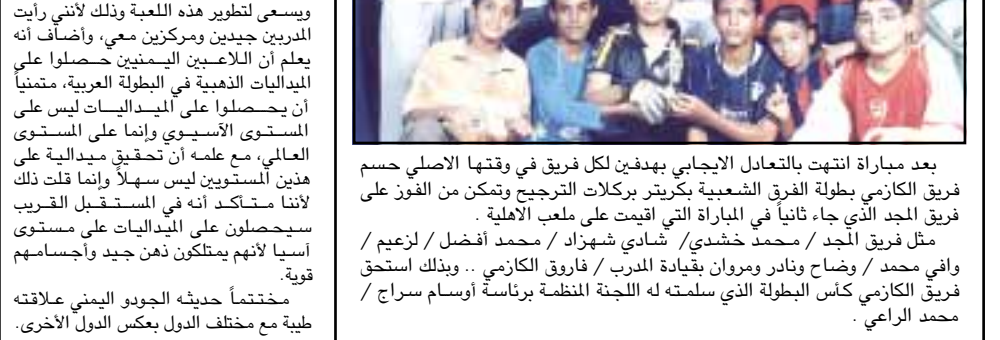 بعد مباراة انتهت بالتعادل الايجابي بهدفين لكل فريق في وقتها الاصلي حسم
فريق الكازمي بطولة الفرق الشعبية بكريتر بركلات الترجيح وتمكن من الفوز على
فريق المجد الذي جاء ثانياً في المباراة التي اقيمت على ملعب الاهلية .
مثل فريق المجد / محمد خشدي/ شادي شهزاد / محمد أفضل / لزعيم /
وافي محمد / وضاح ونادر ومروان بقيادة المدرب / فاروق الكازمي .. وبذلك استحق
فريق الكازمي كأس البطولة الذي سلمته له اللجنة المنظمة برئاسة أوسام سراج /
محمد الراعي .
ويسعى لتطوير هذه اللعبة وذلك لأنني رأيت
المدربين جيدين ومركزين معي، وأضاف أنه
يعلم أن اللاعبين اليمنيين حصلوا على
الميداليات الذهبية في البطولة العربية، متمنياً
أن يحصلوا على الميداليات ليس على
المستوى الآسيوي وإنما على المستوى
العالمي، مع علمه أن تحقيق ميدالية على
هذين المستويين ليس سهلاً وإنما قلت ذلك
لأننا متأكد أنه في المستقبل القريب
سيحصلون على الميداليات على مستوى
آسيا لأنهم يمتلكون ذهن جيد وأجسامهم
قوية.
مختتماً حديثه الجودو اليمني علاقته
طيبة مع مختلف الدول بعكس الدول الأخرى.